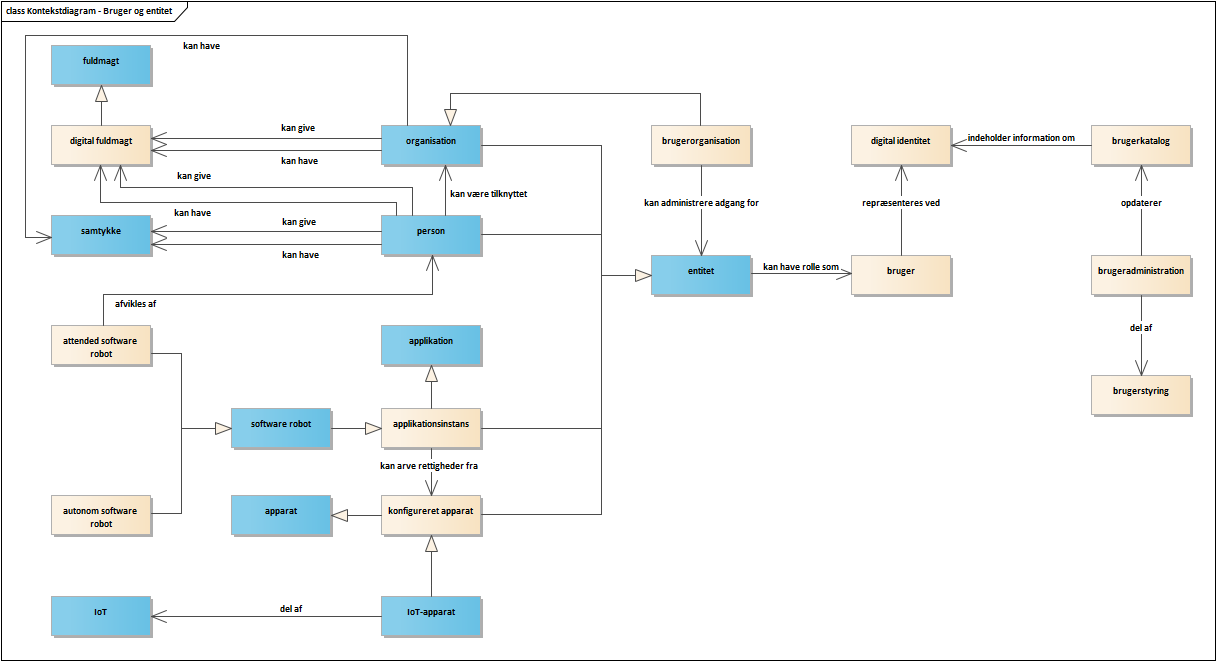 class Kontekstdiagram - Bruger og entitet
kan have
fuldmagt
digital fuldmagt
kan give
kan have
organisation
brugerorganisation
digital identitet
indeholder information om
brugerkatalog
kan give
kan være tilknyttet
kan have
kan administrere adgang for
repræsenteres ved
opdaterer
samtykke
kan give
kan have
person
entitet
kan have rolle som
bruger
brugeradministration
afvikles af
del af
attended software
robot
applikation
brugerstyring
software robot
applikationsinstans
kan arve rettigheder fra
autonom software
robot
apparat
konfigureret apparat
IoT
del af
IoT-apparat